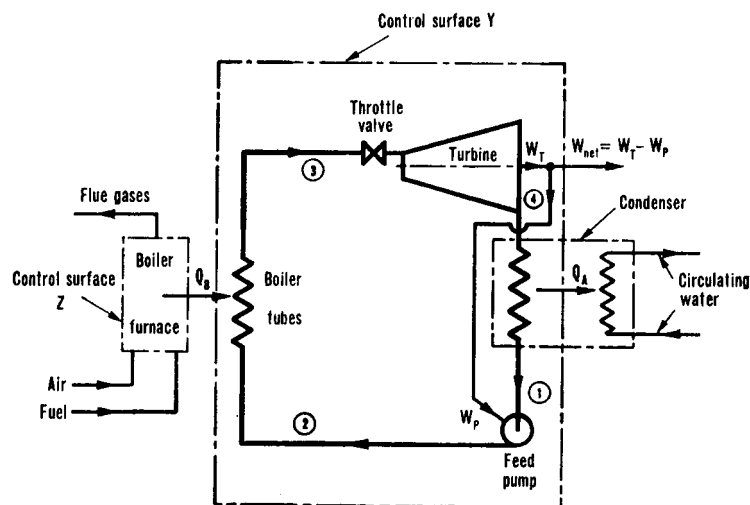 Control surface Y
Throttle
valve
Turbine
W_T
W_net = W_T - W_P
③
④
Flue gases
Condenser
Boiler
Control surface
Z
Q_B
Boiler
Q_A
Circulating
water
furnace
tubes
Air
Fuel
①
②
W_P
Feed
pump